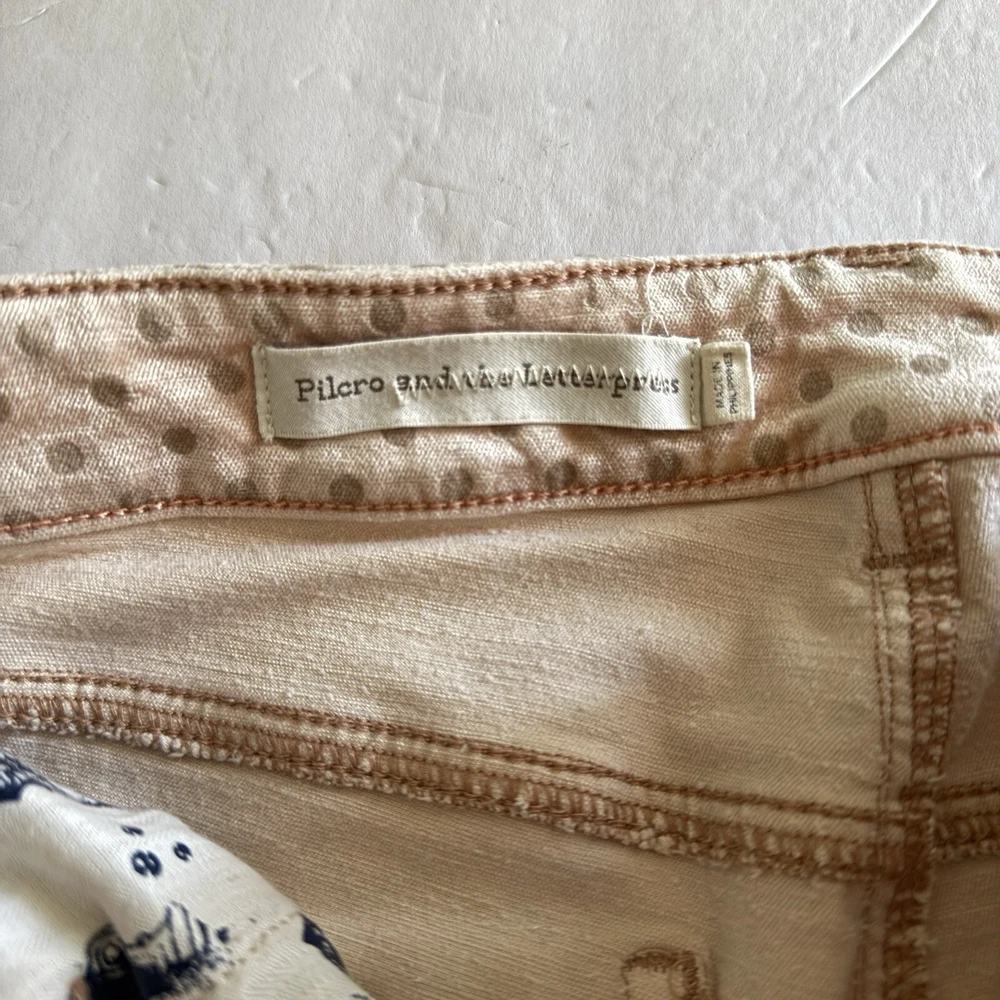 Pilcro and the Letterpress
MADE IN
PHILIPPINES